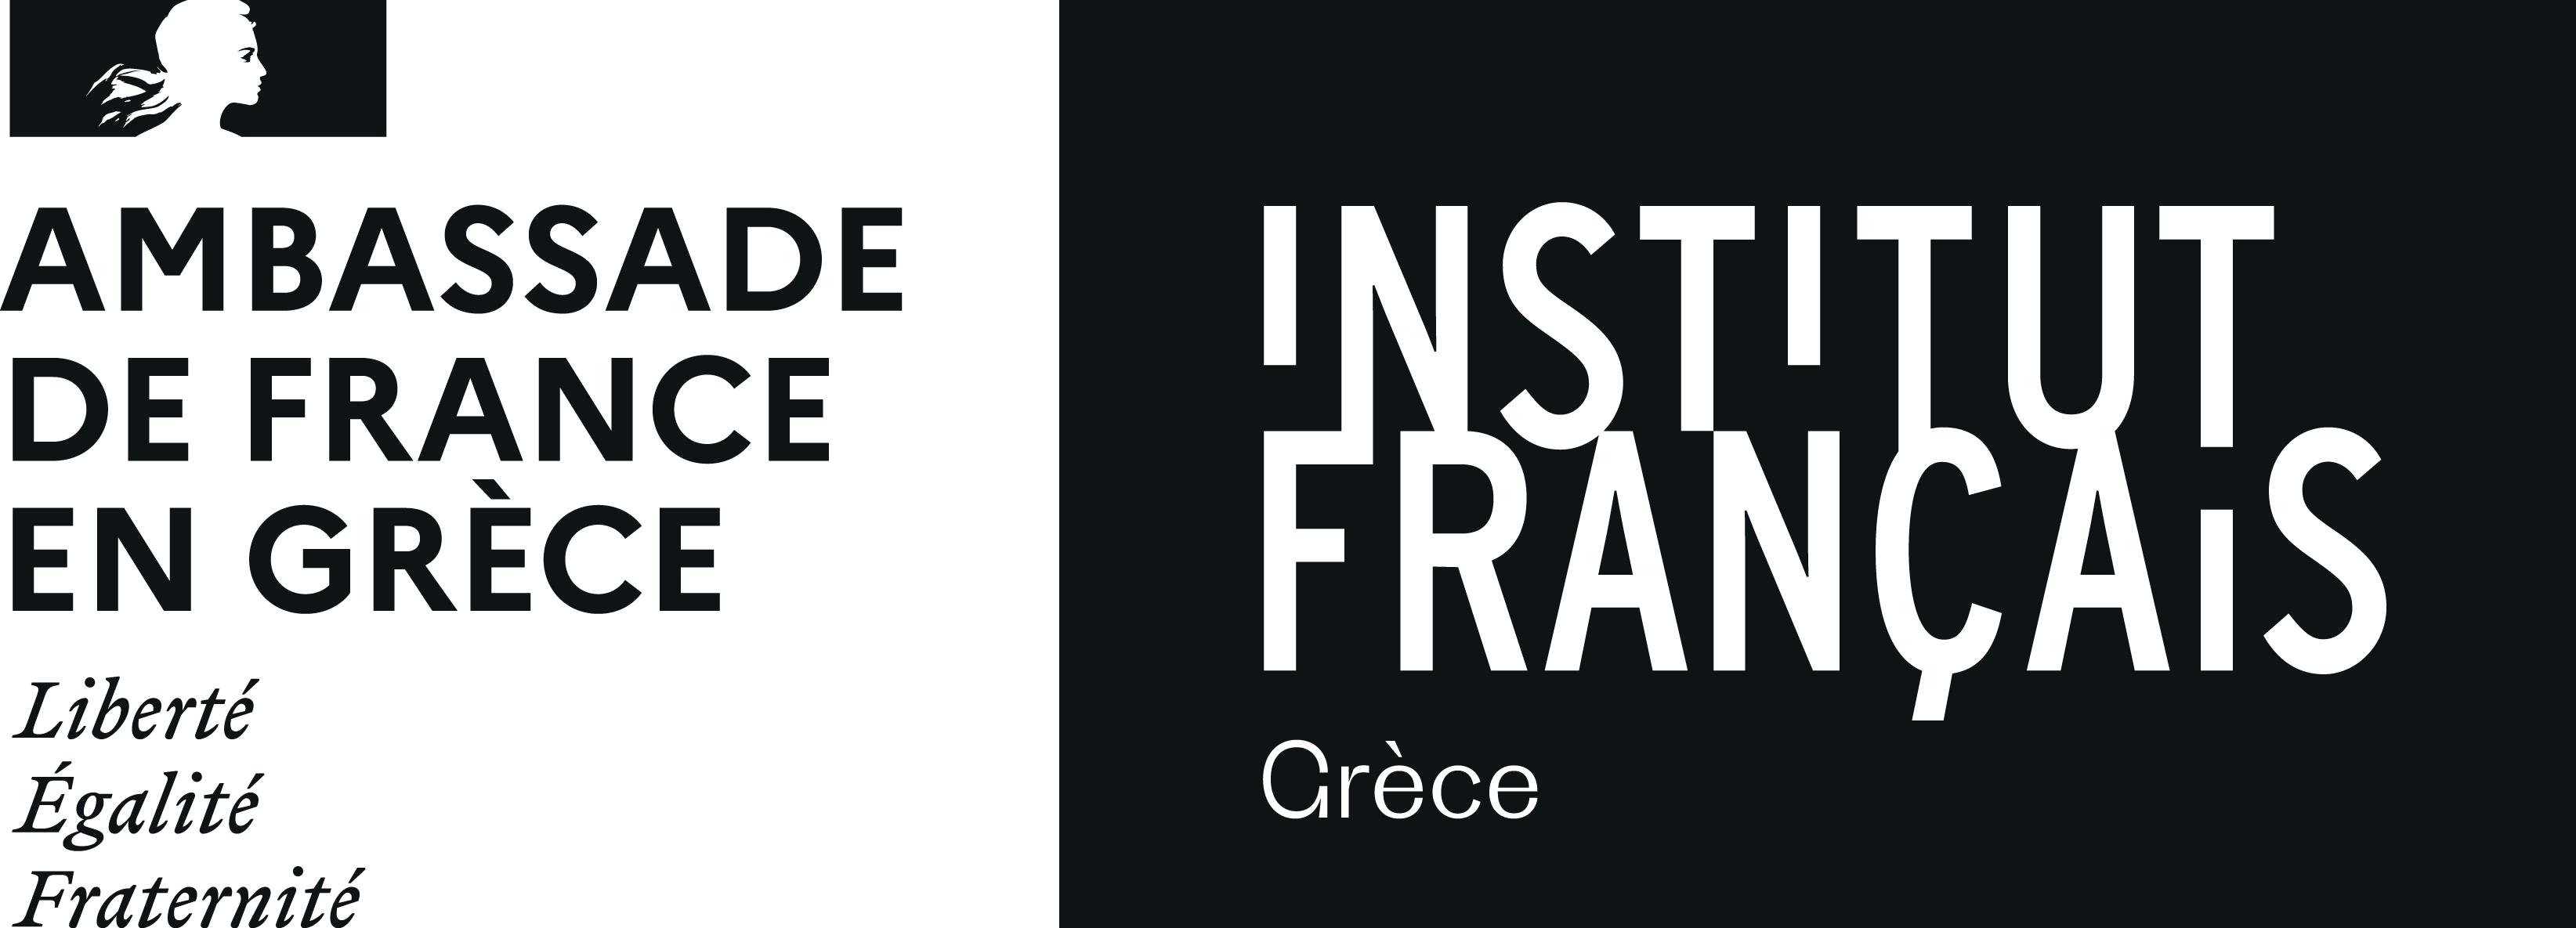 AMBASSADE
DE FRANCE
EN GRÈCE
Liberté
Égalité
Fraternité
INSTITUT
FRANÇAIS
Grèce